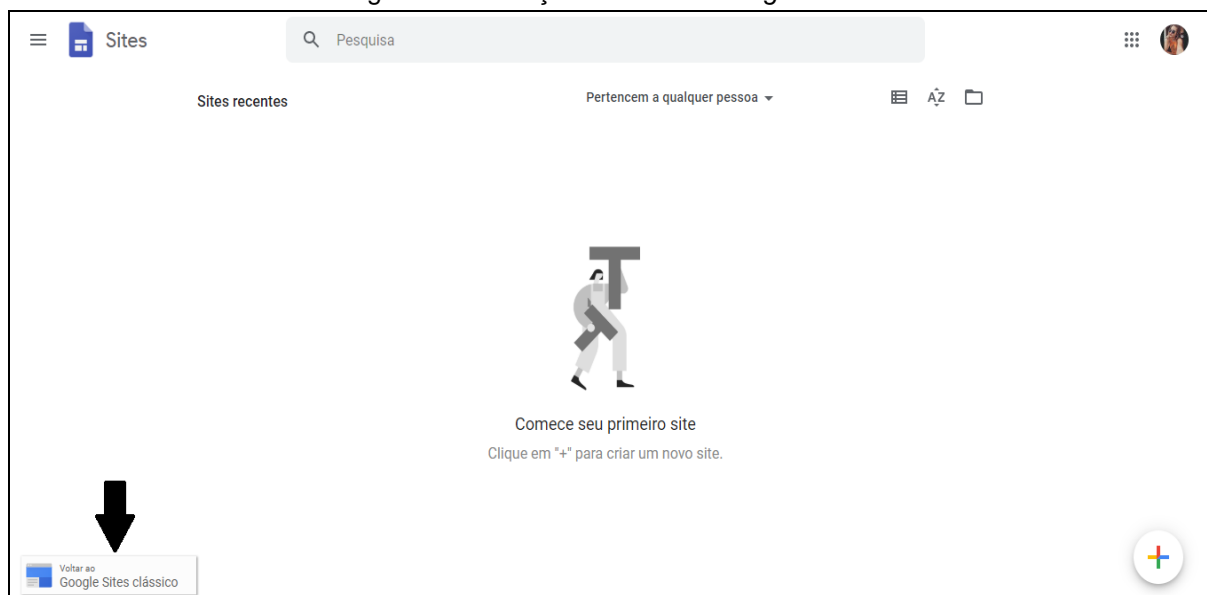 Sites
Pesquisa
Sites recentes
Pertencem a qualquer pessoa
AZ
Comece seu primeiro site
Clique em "+" para criar um novo site.
Voltar ao
Google Sites clássico